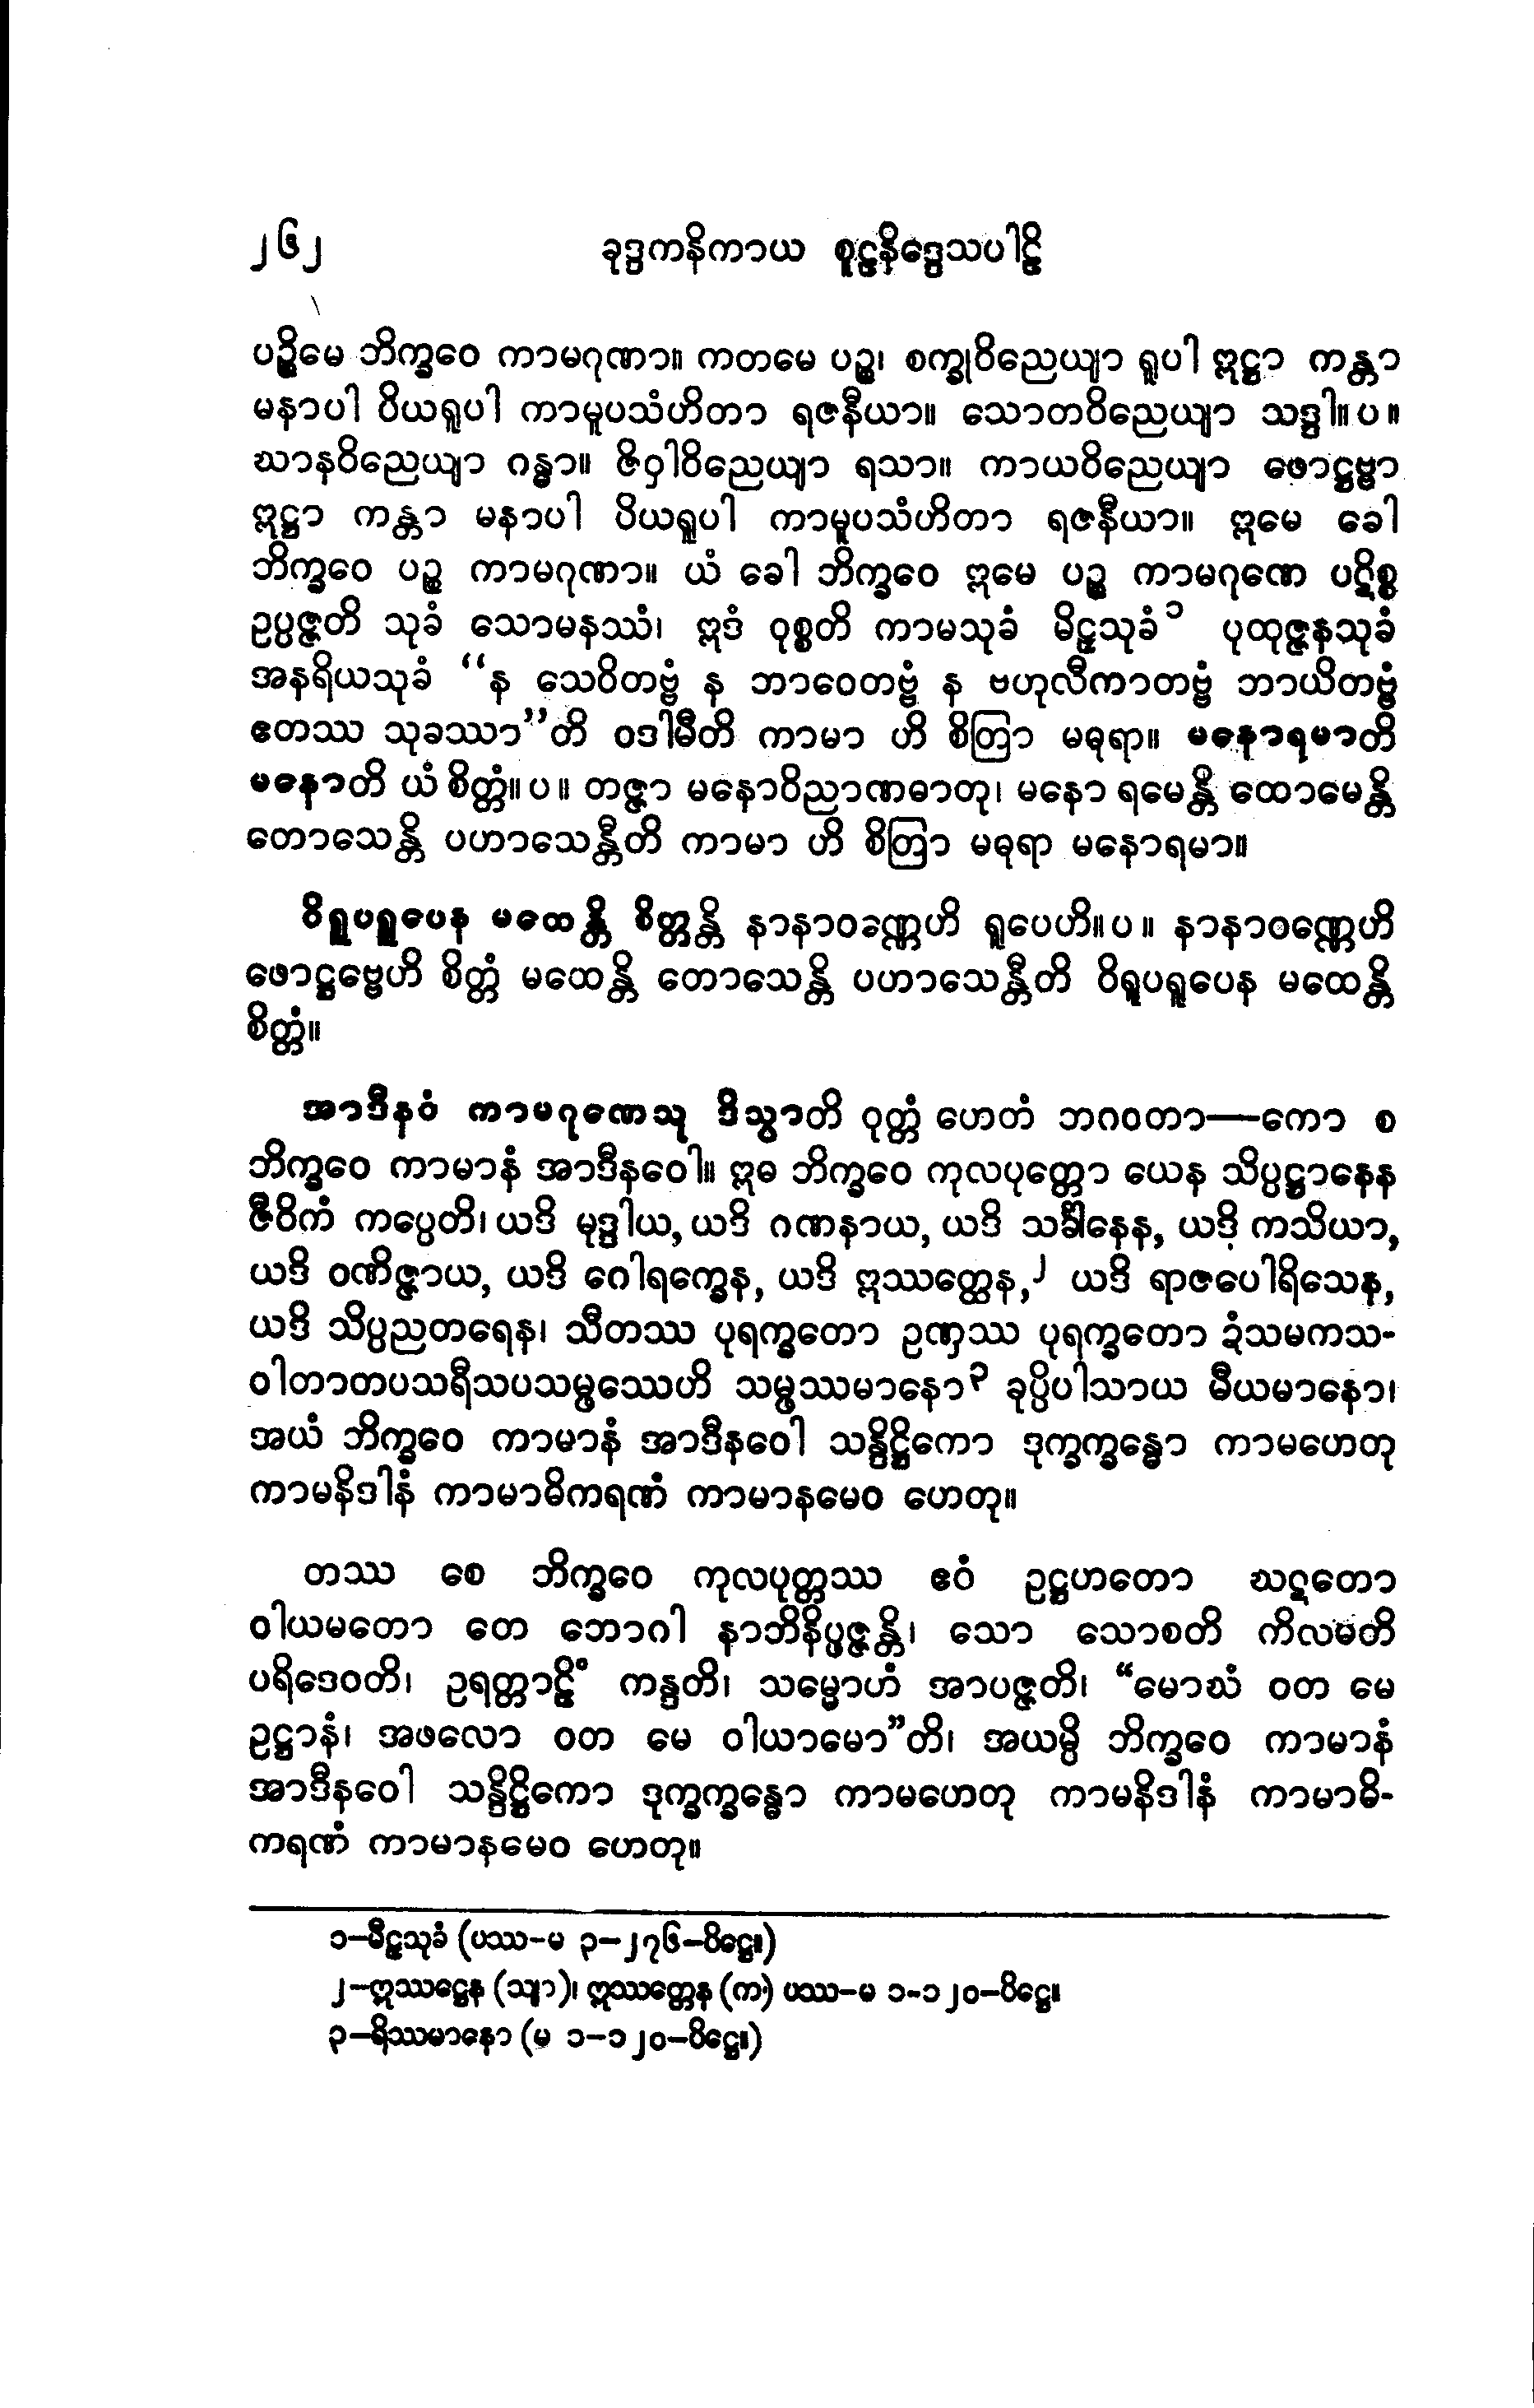 ၂၆၂ ခုဒ္ဒကနိကာယ စူဠနိဒ္ဒေသပါဠိ
ပဉ္စိမေ ဘိက္ခဝေ ကာမဂုဏာ။ ကတမေ ပဉ္စ၊ စက္ခုဝိညေယျာ ရူပါ ဣဋ္ဌာ ကန္တာ
မနာပါ ပိယရူပါ ကာမူပသံဟိတာ ရဇနီယာ။ သောတဝိညေယျာ သဒ္ဒါ။ပ။
ဃာနဝိညေယျာ ဂန္ဓာ။ ဇိဝှါဝိညေယျာ ရသာ။ ကာယဝိညေယျာ ဖောဋ္ဌဗ္ဗာ
ဣဋ္ဌာ ကန္တာ မနာပါ ပိယရူပါ ကာမူပသံဟိတာ ရဇနီယာ။ ဣမေ ခေါ
ဘိက္ခဝေ ပဉ္စ ကာမဂုဏာ။ ယံ ခေါ ဘိက္ခဝေ ဣမေ ပဉ္စ ကာမဂုဏေ ပဋိစ္စ
ဥပ္ပဇ္ဇတိ သုခံ သောမနဿံ၊ ဣဒံ ဝုစ္စတိ ကာမသုခံ မိဠှသုခံ၁ ပုထုဇ္ဇနသုခံ
အနရိယသုခံ “န သေဝိတဗ္ဗံ န ဘာဝေတဗ္ဗံ န ဗဟုလီကာတဗ္ဗံ ဘာယိတဗ္ဗံ
ဧတဿ သုခဿာ”တိ ဝဒါမီတိ ကာမာ ဟိ စိတြာ မဓုရာ။ မနောရမာတိ
မနောတိ ယံ စိတ္တံ။ပ။ တဇ္ဇာ မနောဝိညာဏဓာတု၊ မနော ရမေန္တိ ထောမေန္တိ
တောသေန္တိ ပဟာသေန္တီတိ ကာမာ ဟိ စိတြာ မဓုရာ မနောရမာ။
ဝိရူပရူပေန မထေန္တိ စိတ္တန္တိ နာနာဝဏ္ဏေဟိ ရူပေဟိ။ပ။ နာနာဝဏ္ဏေဟိ
ဖောဋ္ဌဗ္ဗေဟိ စိတ္တံ မထေန္တိ တောသေန္တိ ပဟာသေန္တီတိ ဝိရူပရူပေန မထေန္တိ
စိတ္တံ။
အာဒီနဝံ ကာမဂုဏေသု ဒိသွာတိ ဝုတ္တံ ဟေတံ ဘဂဝတာ—ကော စ
ဘိက္ခဝေ ကာမာနံ အာဒီနဝေါ။ ဣဓ ဘိက္ခဝေ ကုလပုတ္တော ယေန သိပ္ပဋ္ဌာနေန
ဇီဝိကံ ကပ္ပေတိ၊ ယဒိ မုဒ္ဒါယ, ယဒိ ဂဏနာယ, ယဒိ သင်္ခါနေန, ယဒိ ကသိယာ,
ယဒိ ဝဏိဇ္ဇာယ, ယဒိ ဂေါရက္ခေန, ယဒိ ဣဿတ္ထေန,၂ ယဒိ ရာဇပေါရိသေန,
ယဒိ သိပ္ပညတရေန၊ သီတဿ ပုရက္ခတော ဥဏှဿ ပုရက္ခတော ဍံသမကသ-
ဝါတာတပသရီသပသမ္ဖဿေဟိ သမ္ဖဿမာနော၃ ခုပ္ပိပါသာယ မီယမာနော၊
အယံ ဘိက္ခဝေ ကာမာနံ အာဒီနဝေါ သန္ဒိဋ္ဌိကော ဒုက္ခက္ခန္ဓော ကာမဟေတု
ကာမနိဒါနံ ကာမာဓိကရဏံ ကာမာနမေဝ ဟေတု။
တဿ စေ ဘိက္ခဝေ ကုလပုတ္တဿ ဧဝံ ဥဋ္ဌဟတော ဃဋတော
ဝါယမတော တေ ဘောဂါ နာဘိနိပ္ဖဇ္ဇန္တိ၊ သော သောစတိ ကိလမတိ
ပရိဒေဝတိ၊ ဥရတ္တာဠိံ ကန္ဒတိ၊ သမ္မောဟံ အာပဇ္ဇတိ၊ “မောဃံ ဝတ မေ
ဥဋ္ဌာနံ၊ အဖလော ဝတ မေ ဝါယာမော”တိ၊ အယမ္ပိ ဘိက္ခဝေ ကာမာနံ
အာဒီနဝေါ သန္ဒိဋ္ဌိကော ဒုက္ခက္ခန္ဓော ကာမဟေတု ကာမနိဒါနံ ကာမာဓိ-
ကရဏံ ကာမာနမေဝ ဟေတု။
၁−မီဠှသုခံ (ပဿ−မ ၃−၂၇၆−ပိဋ္ဌေ။)
၂−ဣဿဋ္ဌေန (သျာ)၊ ဣဿတ္တေန (က) ပဿ−မ ၁−၁၂၀−ပိဋ္ဌေ။
၃−ရိဿမာနော (မ ၁−၁၂၀−ပိဋ္ဌေ။)